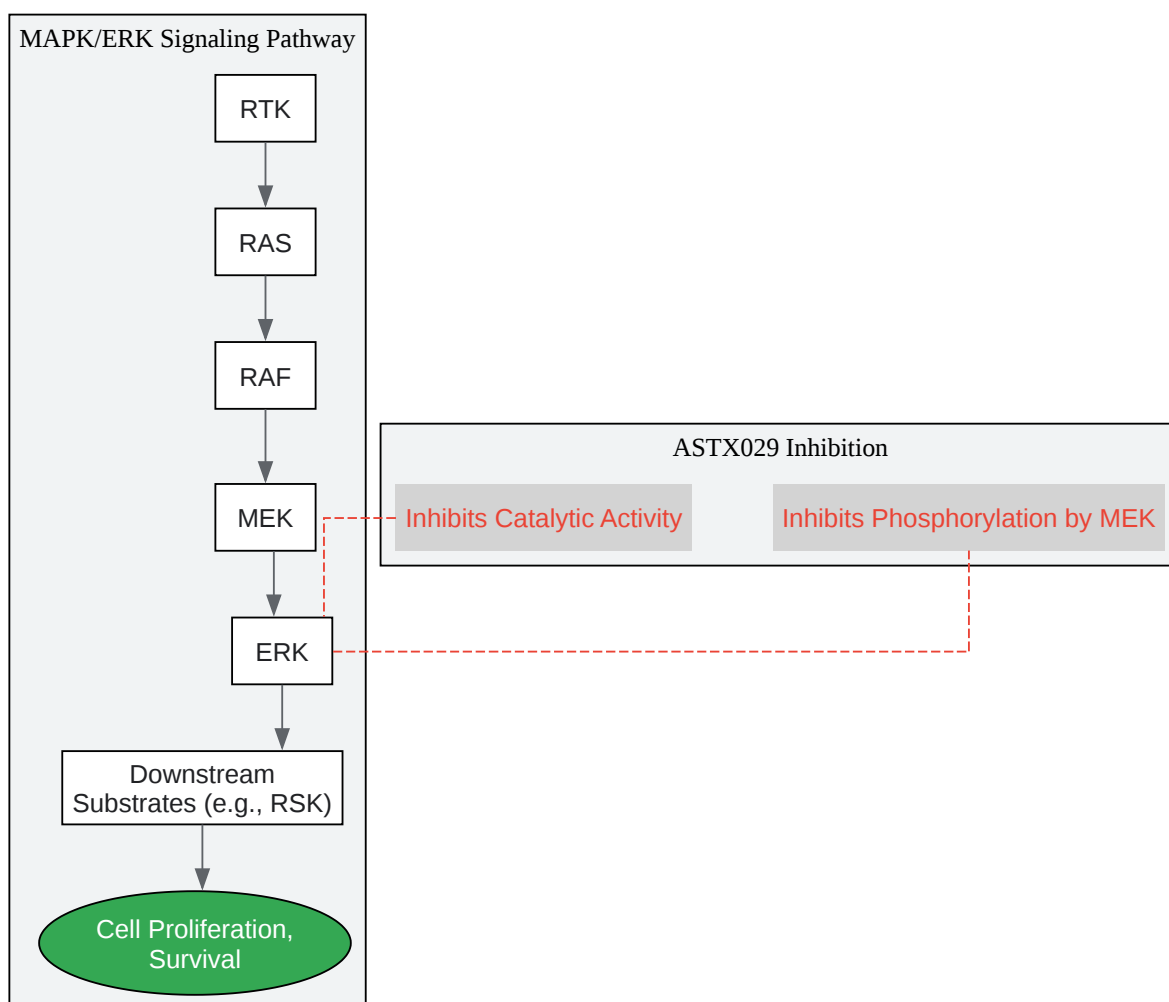 MAPK/ERK Signaling Pathway
RTK
RAS
RAF
MEK
ERK
Downstream
Substrates (e.g., RSK)
Cell Proliferation,
Survival
ASTX029 Inhibition
Inhibits Catalytic Activity
Inhibits Phosphorylation by MEK